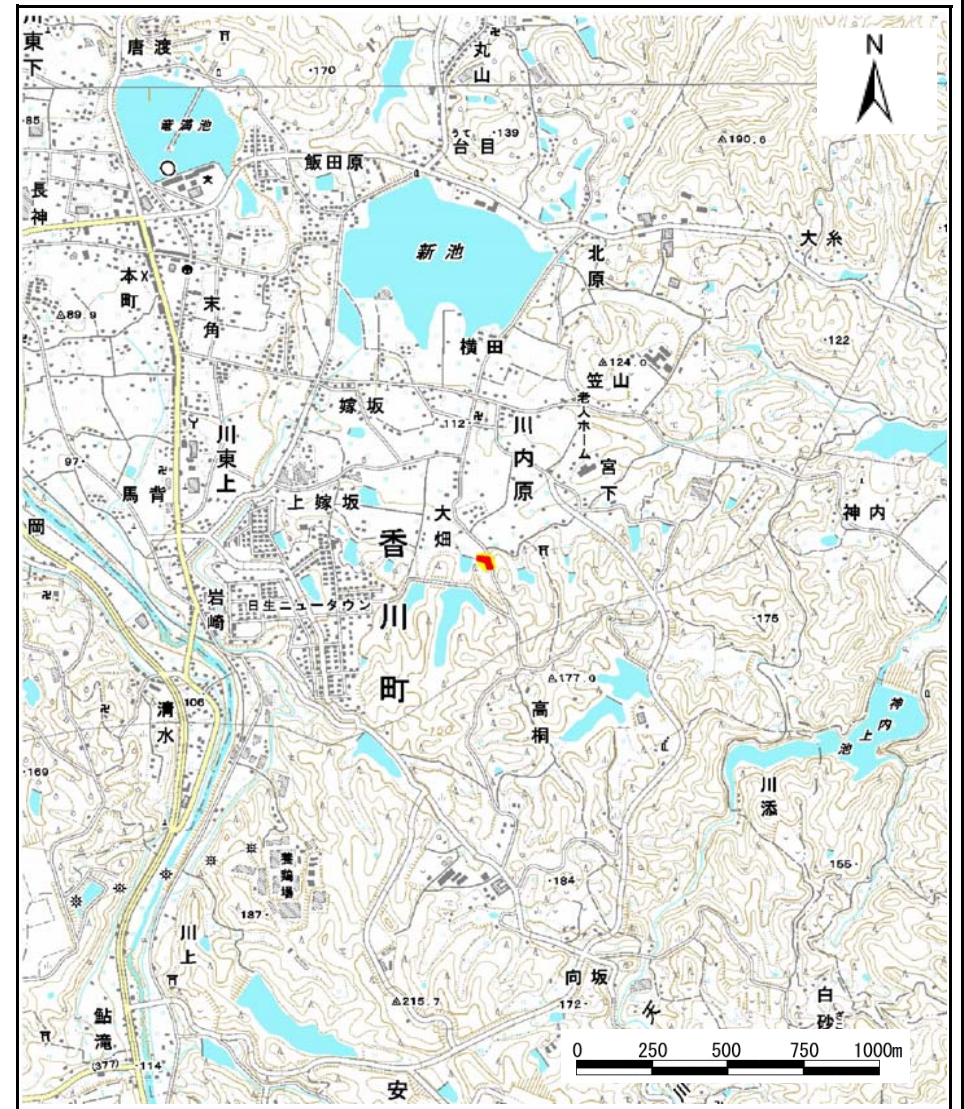 川東下
唐渡
丸山
N
・170
・85
竜満池
うて
台目
・139
△190.6
飯田原
長神
新池
北原
大糸
本町
末角
△89.9
横田
△124.0
・122
笠山
嫁坂
老人ホーム
112・
川東上
川内原
97・
馬背
宮下
105
上嫁坂
大畑
神内
岡
香川町
岩崎
日生ニュータウン
・175
△177.9
106
清水
高桐
神内上池
・169
川添
養鶏場
155・
・184
187・
川上
向坂
△215.7
172・
白砂
天
鮎滝
0 250 500 750 1000m
(377)
・114
安
川